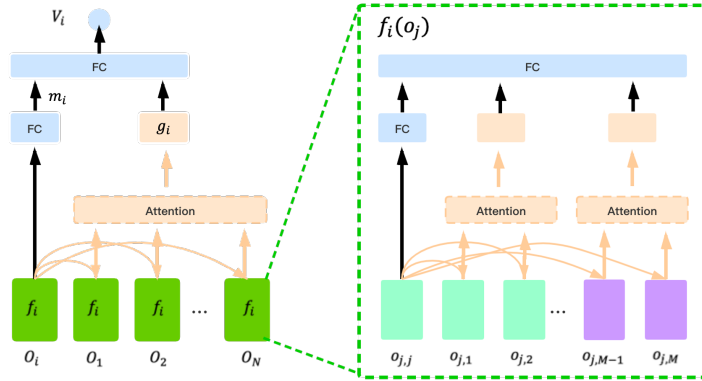 V_i
FC
m_i
FC
g_i
Attention
f_i f_i f_i ... f_i
O_i O_1 O_2 O_N
f_i(o_j)
FC
FC
Attention Attention
...
o_{j,j} o_{j,1} o_{j,2} o_{j,M−1} o_{j,M}